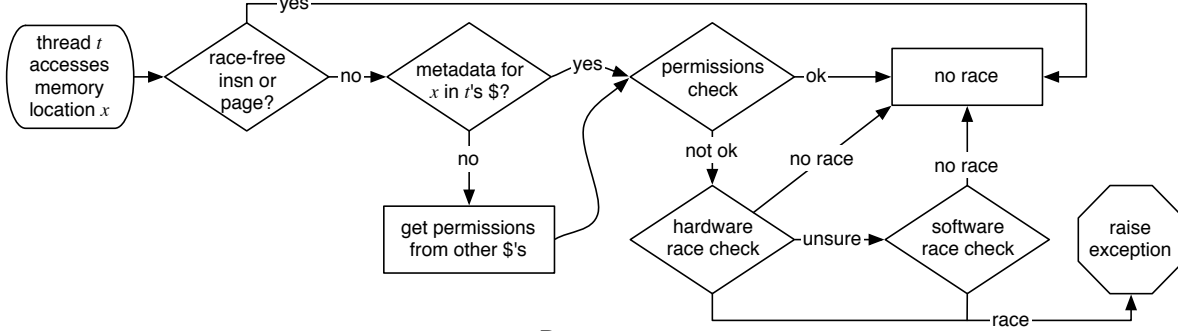 yes
thread t
accesses
memory
location x
race-free
insn or
page?
no
metadata for
x in t's $?
yes
permissions
check
ok
no race
no
not ok
no race
no race
get permissions
from other $'s
hardware
race check
unsure
software
race check
raise
exception
race